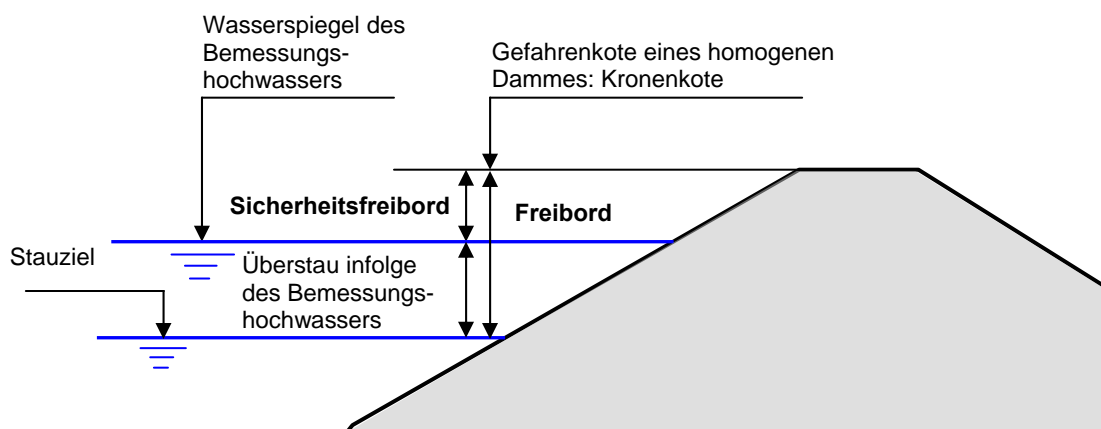 Wasserspiegel des
Bemessungs-
hochwassers
Gefahrenkote eines homogenen
Dammes: Kronenkote
Sicherheitsfreibord
Freibord
Stauziel
Überstau infolge
des Bemessungs-
hochwassers